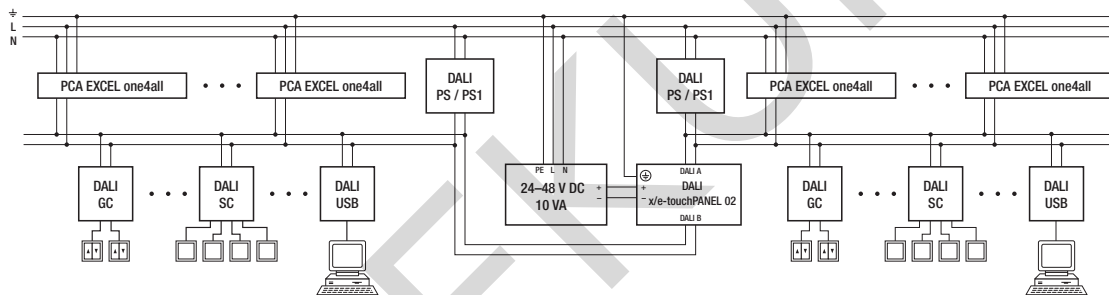 L
N
PCA EXCEL one4all
PCA EXCEL one4all
DALI
PS / PS1
DALI
PS / PS1
PCA EXCEL one4all
PCA EXCEL one4all
DALI
GC
DALI
SC
DALI
USB
PE L N
24–48 V DC
10 VA
+
–
DALI A
+
–
DALI
x/e-touchPANEL 02
DALI B
DALI
GC
DALI
SC
DALI
USB